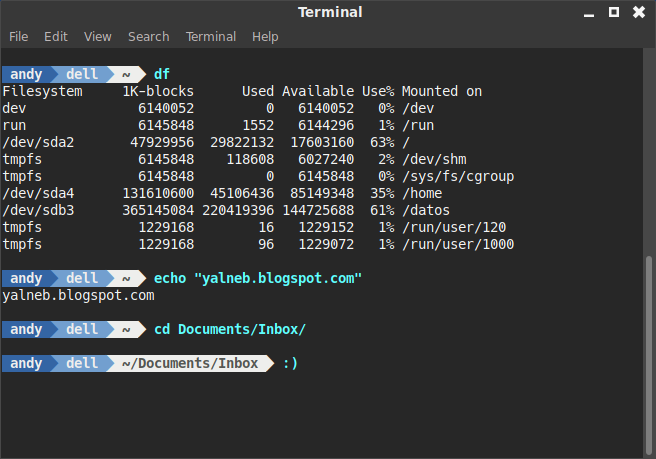 Terminal
File Edit View Search Terminal Help
andy dell ~ df
Filesystem     1K-blocks      Used Available Use% Mounted on
dev              6140052         0   6140052   0% /dev
run              6145848      1552   6144296   1% /run
/dev/sda2       47929956  29822132  17603160  63% /
tmpfs            6145848    118608   6027240   2% /dev/shm
tmpfs            6145848         0   6145848   0% /sys/fs/cgroup
/dev/sda4      131610600  45106436  85149348  35% /home
/dev/sdb3      365145084 220419396 144725688  61% /datos
tmpfs            1229168        16   1229152   1% /run/user/120
tmpfs            1229168        96   1229072   1% /run/user/1000
andy dell ~ echo "yalneb.blogspot.com"
yalneb.blogspot.com
andy dell ~ cd Documents/Inbox/
andy dell ~/Documents/Inbox :)